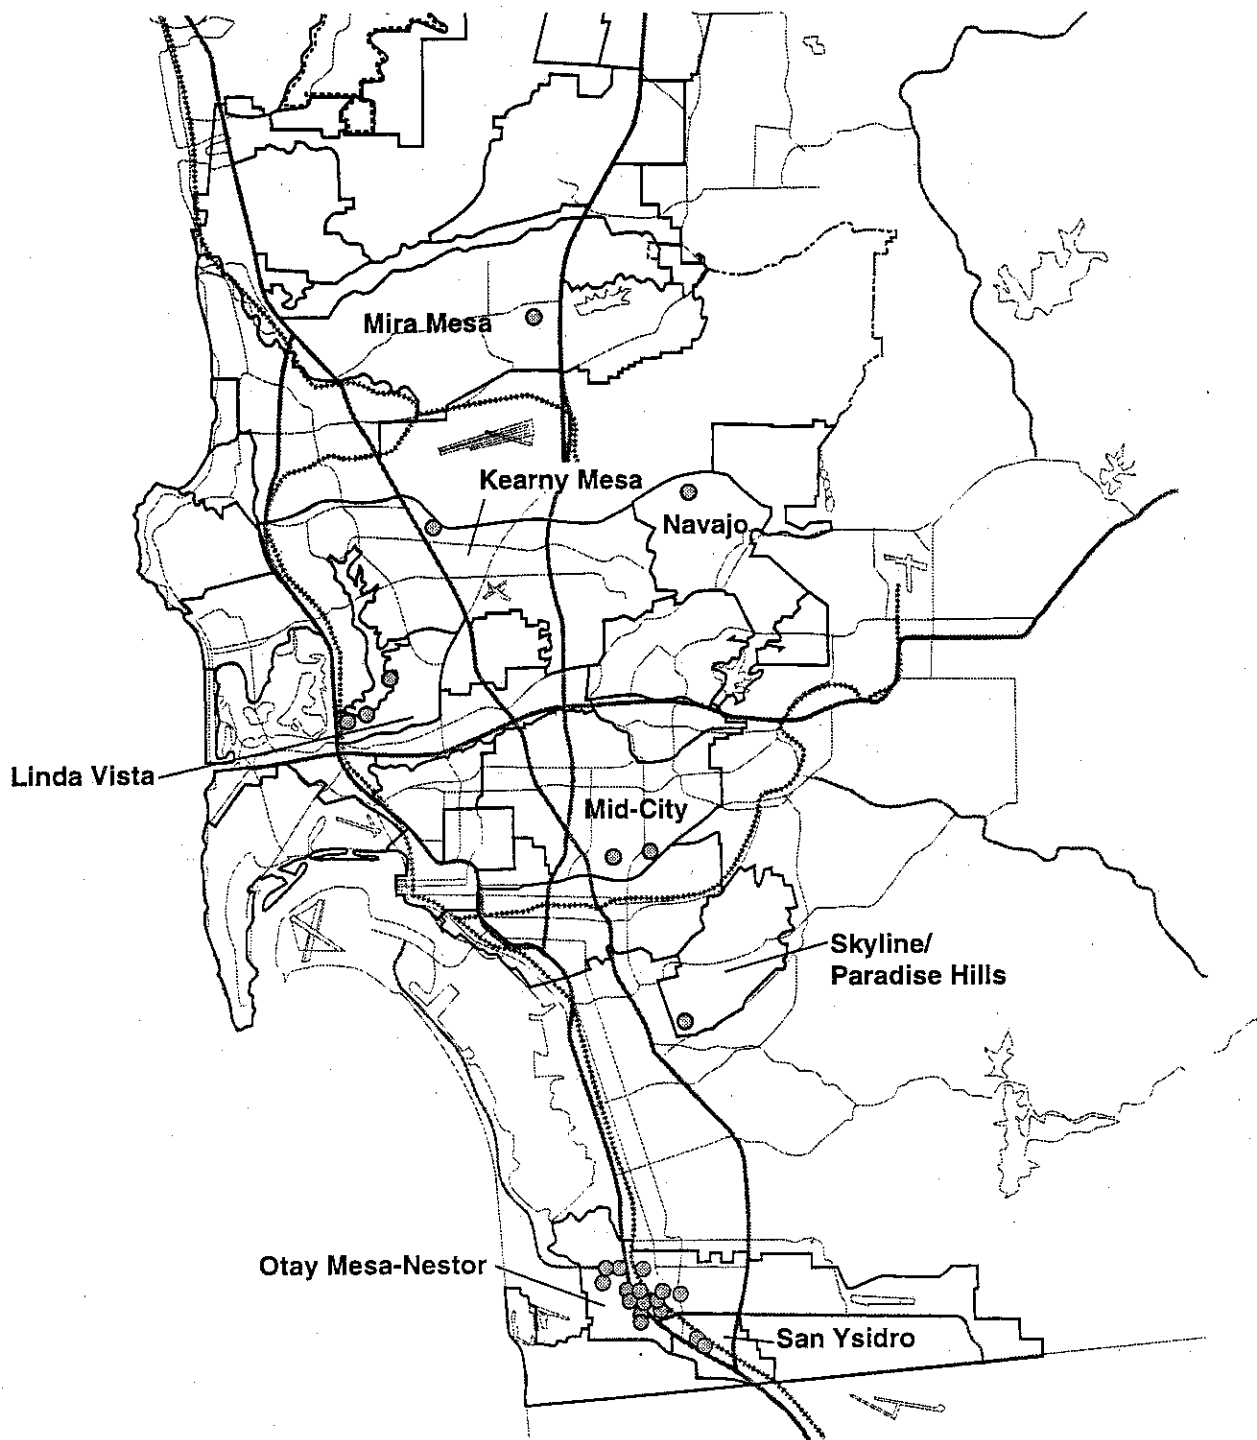 Mira Mesa
Kearny Mesa
Navajo
Linda Vista
Mid-City
Skyline/
Paradise Hills
Otay Mesa-Nestor
San Ysidro